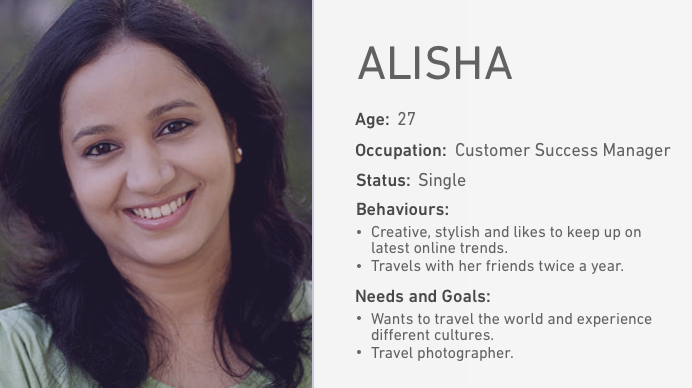 ALISHA
Age: 27
Occupation: Customer Success Manager
Status: Single
Behaviours:
• Creative, stylish and likes to keep up on
latest online trends.
• Travels with her friends twice a year.
Needs and Goals:
• Wants to travel the world and experience
different cultures.
• Travel photographer.